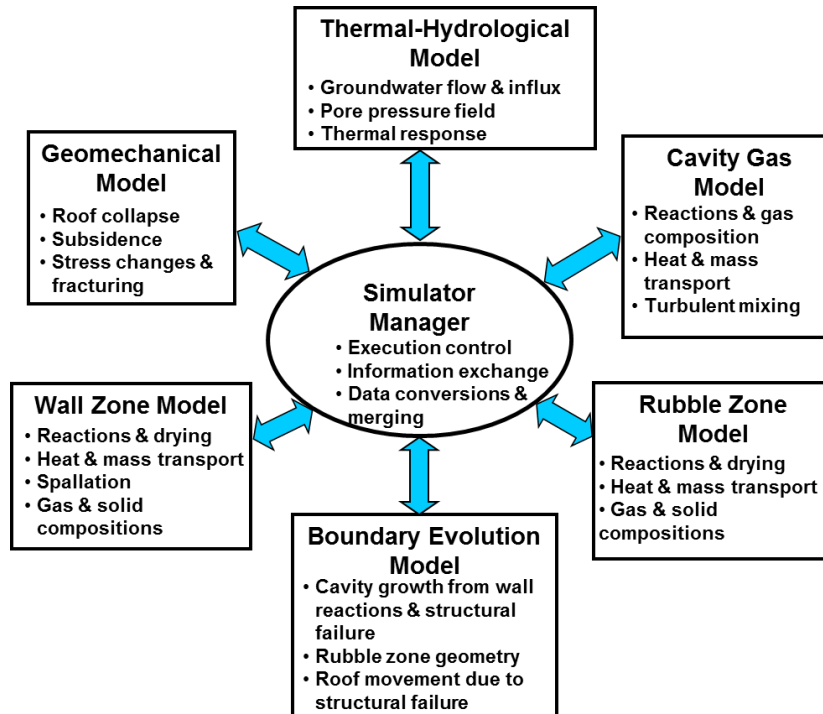 Thermal-Hydrological
Model
• Groundwater flow & influx
• Pore pressure field
• Thermal response
Geomechanical
Model
• Roof collapse
• Subsidence
• Stress changes &
fracturing
Cavity Gas
Model
• Reactions & gas
composition
• Heat & mass
transport
• Turbulent mixing
Simulator
Manager
• Execution control
• Information exchange
• Data conversions &
merging
Wall Zone Model
• Reactions & drying
• Heat & mass transport
• Spallation
• Gas & solid
compositions
Rubble Zone
Model
• Reactions & drying
• Heat & mass transport
• Gas & solid
compositions
Boundary Evolution
Model
• Cavity growth from wall
reactions & structural
failure
• Rubble zone geometry
• Roof movement due to
structural failure